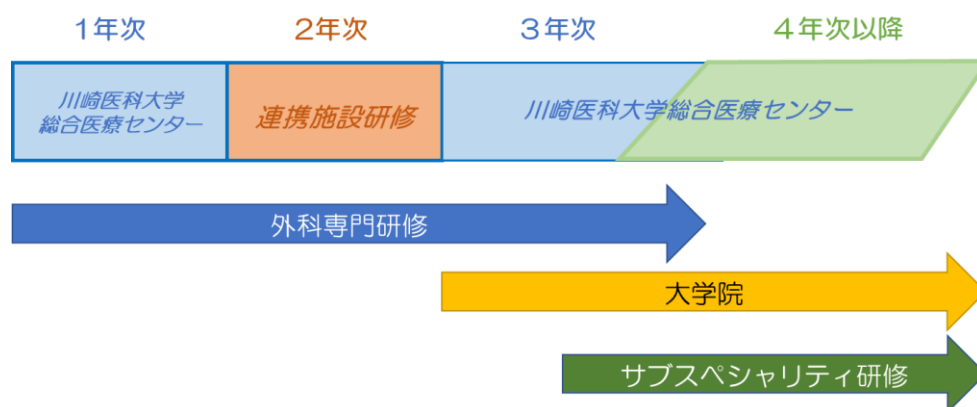 1年次
2年次
3年次
4年次以降
川崎医科大学
総合医療センター
連携施設研修
川崎医科大学総合医療センター
外科専門研修
大学院
サブスペシャリティ研修